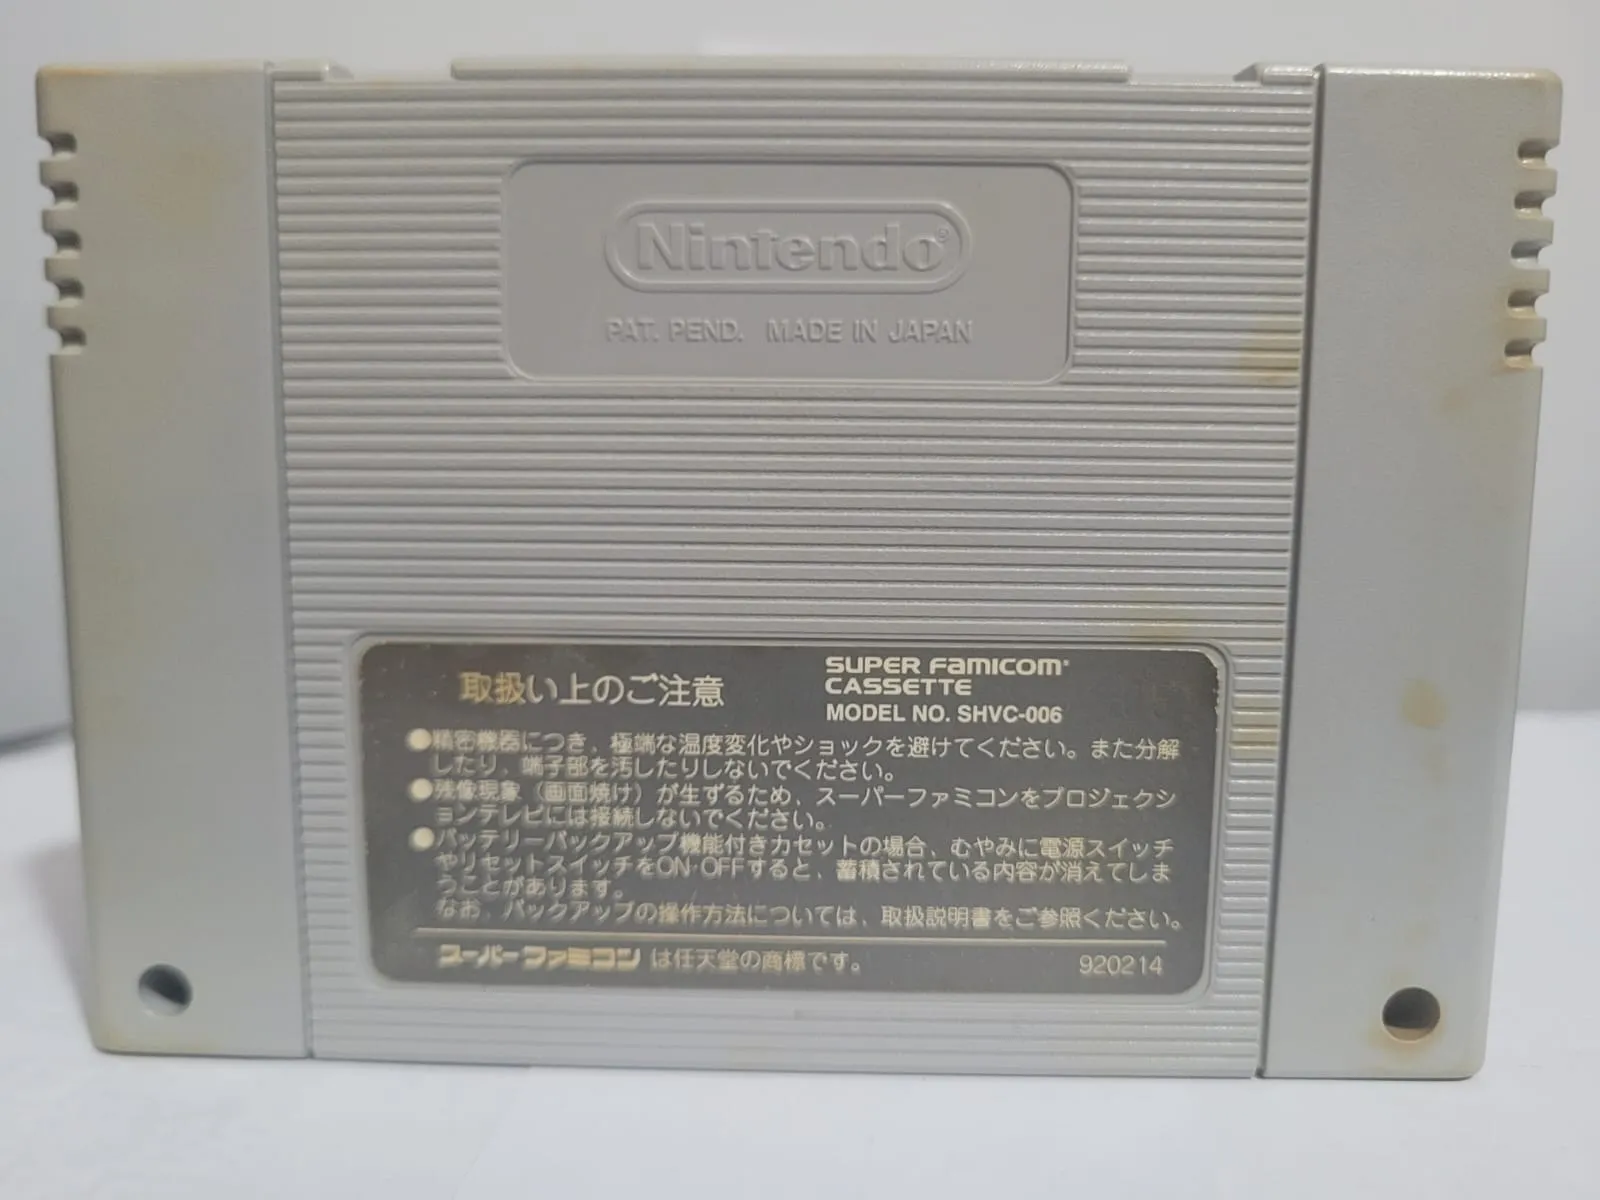 Nintendo®
PAT. PEND. MADE IN JAPAN
取扱い上のご注意
SUPER FAMICOM®
CASSETTE
MODEL NO. SHVC-006
●精密機器につき、極端な温度変化やショックを避けてください。また分解
したり、端子部を汚したりしないでください。
●残像現象（画面焼け）が生ずるため、スーパーファミコンをプロジェクシ
ョンテレビには接続しないでください。
●バッテリーバックアップ機能付きカセットの場合、むやみに電源スイッチ
やリセットスイッチをON・OFFすると、蓄積されている内容が消えてしま
うことがあります。
なお、バックアップの操作方法については、取扱説明書をご参照ください。
スーパーファミコン は任天堂の商標です。
920214